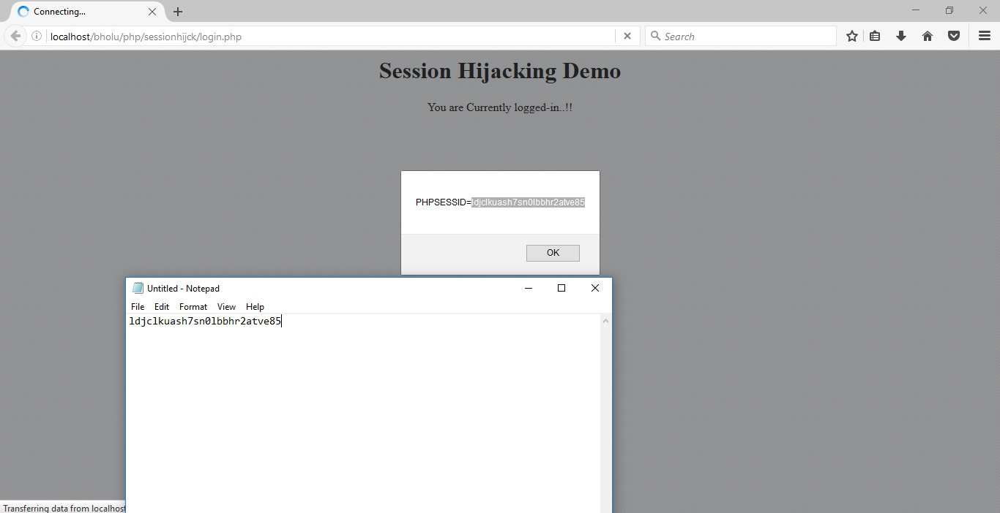 Connecting...
localhost/bholu/php/sessionhijck/login.php
Search
Session Hijacking Demo
You are Currently logged-in..!!
PHPSESSID=ldjclkuash7sn0lbbhr2atve85
OK
Untitled - Notepad
File Edit Format View Help
ldjclkuash7sn0lbbhr2atve85
Transferring data from localhost